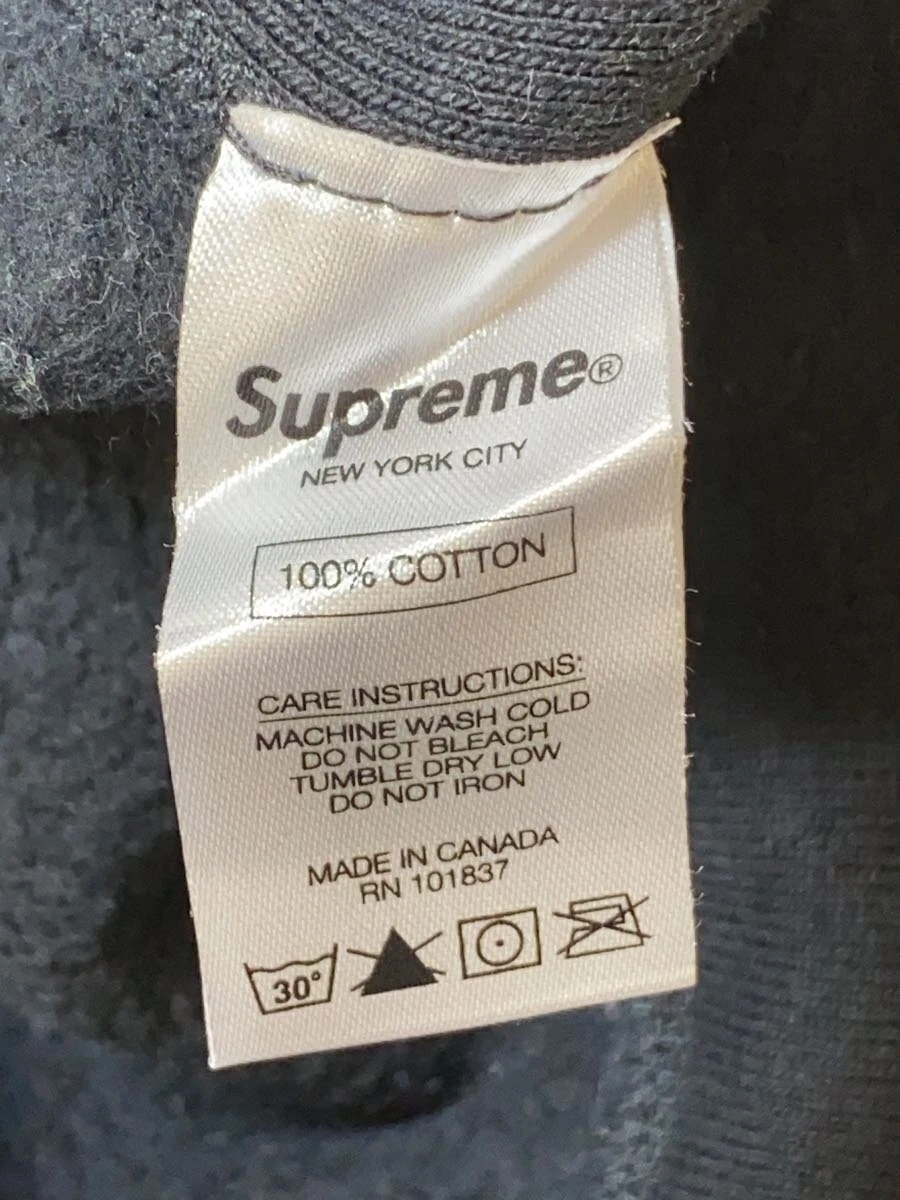 Supreme®
NEW YORK CITY
100% COTTON
CARE INSTRUCTIONS:
MACHINE WASH COLD
DO NOT BLEACH
TUMBLE DRY LOW
DO NOT IRON
MADE IN CANADA
RN 101837
30°